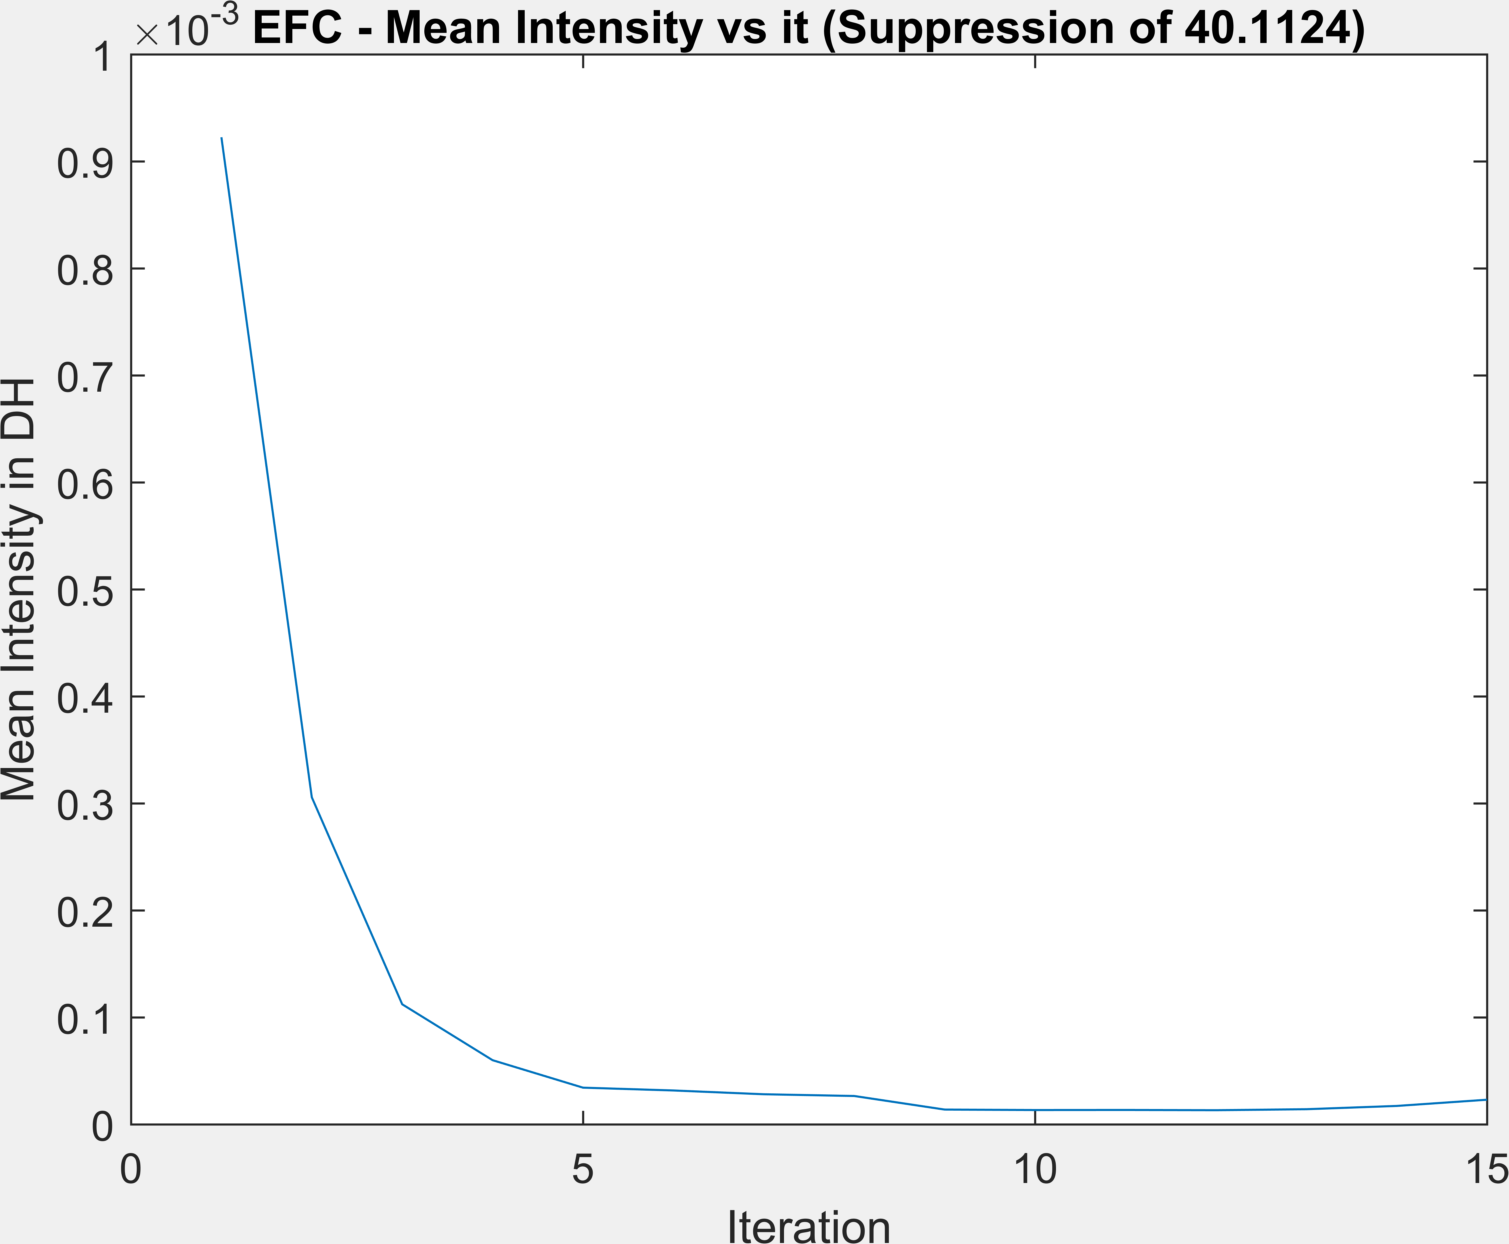 ×10-3 EFC - Mean Intensity vs it (Suppression of 40.1124)
1
0.9
0.8
0.7
0.6
0.5
0.4
0.3
0.2
0.1
0
Mean Intensity in DH
0 5 10 15
Iteration